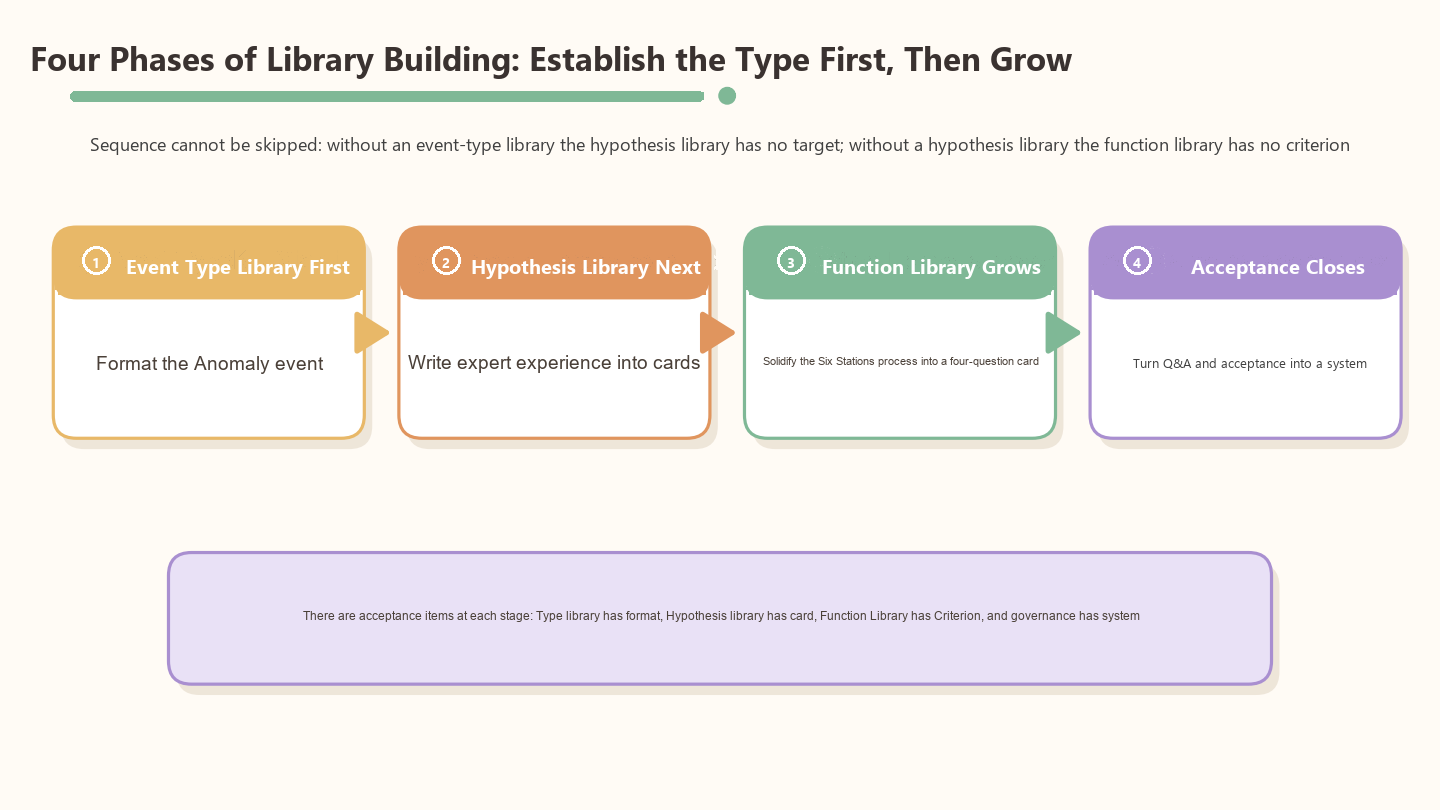 Four Phases of Library Building: Establish the Type First, Then Grow
Sequence cannot be skipped: without an event-type library the hypothesis library has no target; without a hypothesis library the function library has no criterion
1 Event Type Library First
Format the Anomaly event
2 Hypothesis Library Next
Write expert experience into cards
3 Function Library Grows
Solidify the Six Stations process into a four-question card
4 Acceptance Closes
Turn Q&A and acceptance into a system
There are acceptance items at each stage: Type library has format, Hypothesis library has card, Function Library has Criterion, and governance has system